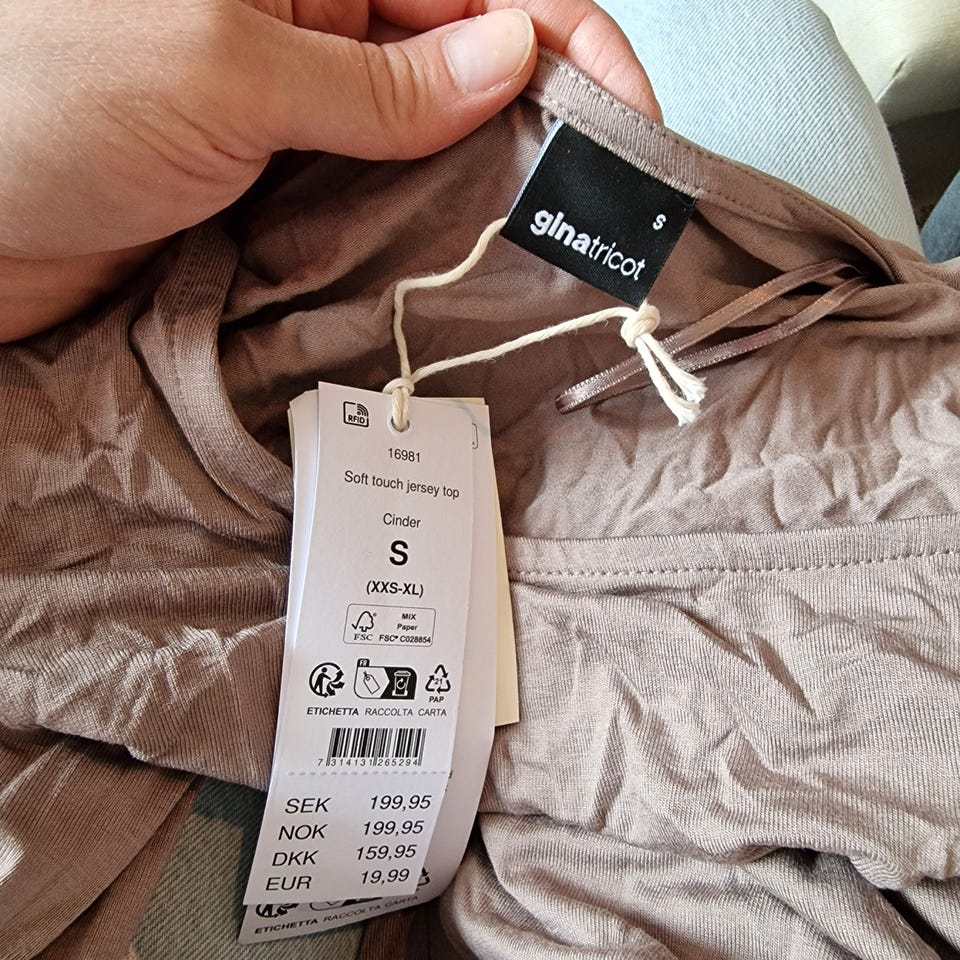 S
ginatricot
RFID
16981
Soft touch jersey top
Cinder
S
(XXS-XL)
FSC
MIX
Paper
FSC® C028854
FR
21
PAP
ETICHETTA RACCOLTA CARTA
7 314131 265294
SEK 199,95
NOK 199,95
DKK 159,95
EUR 19,99
ETICHETTA RACCOLTA CARTA